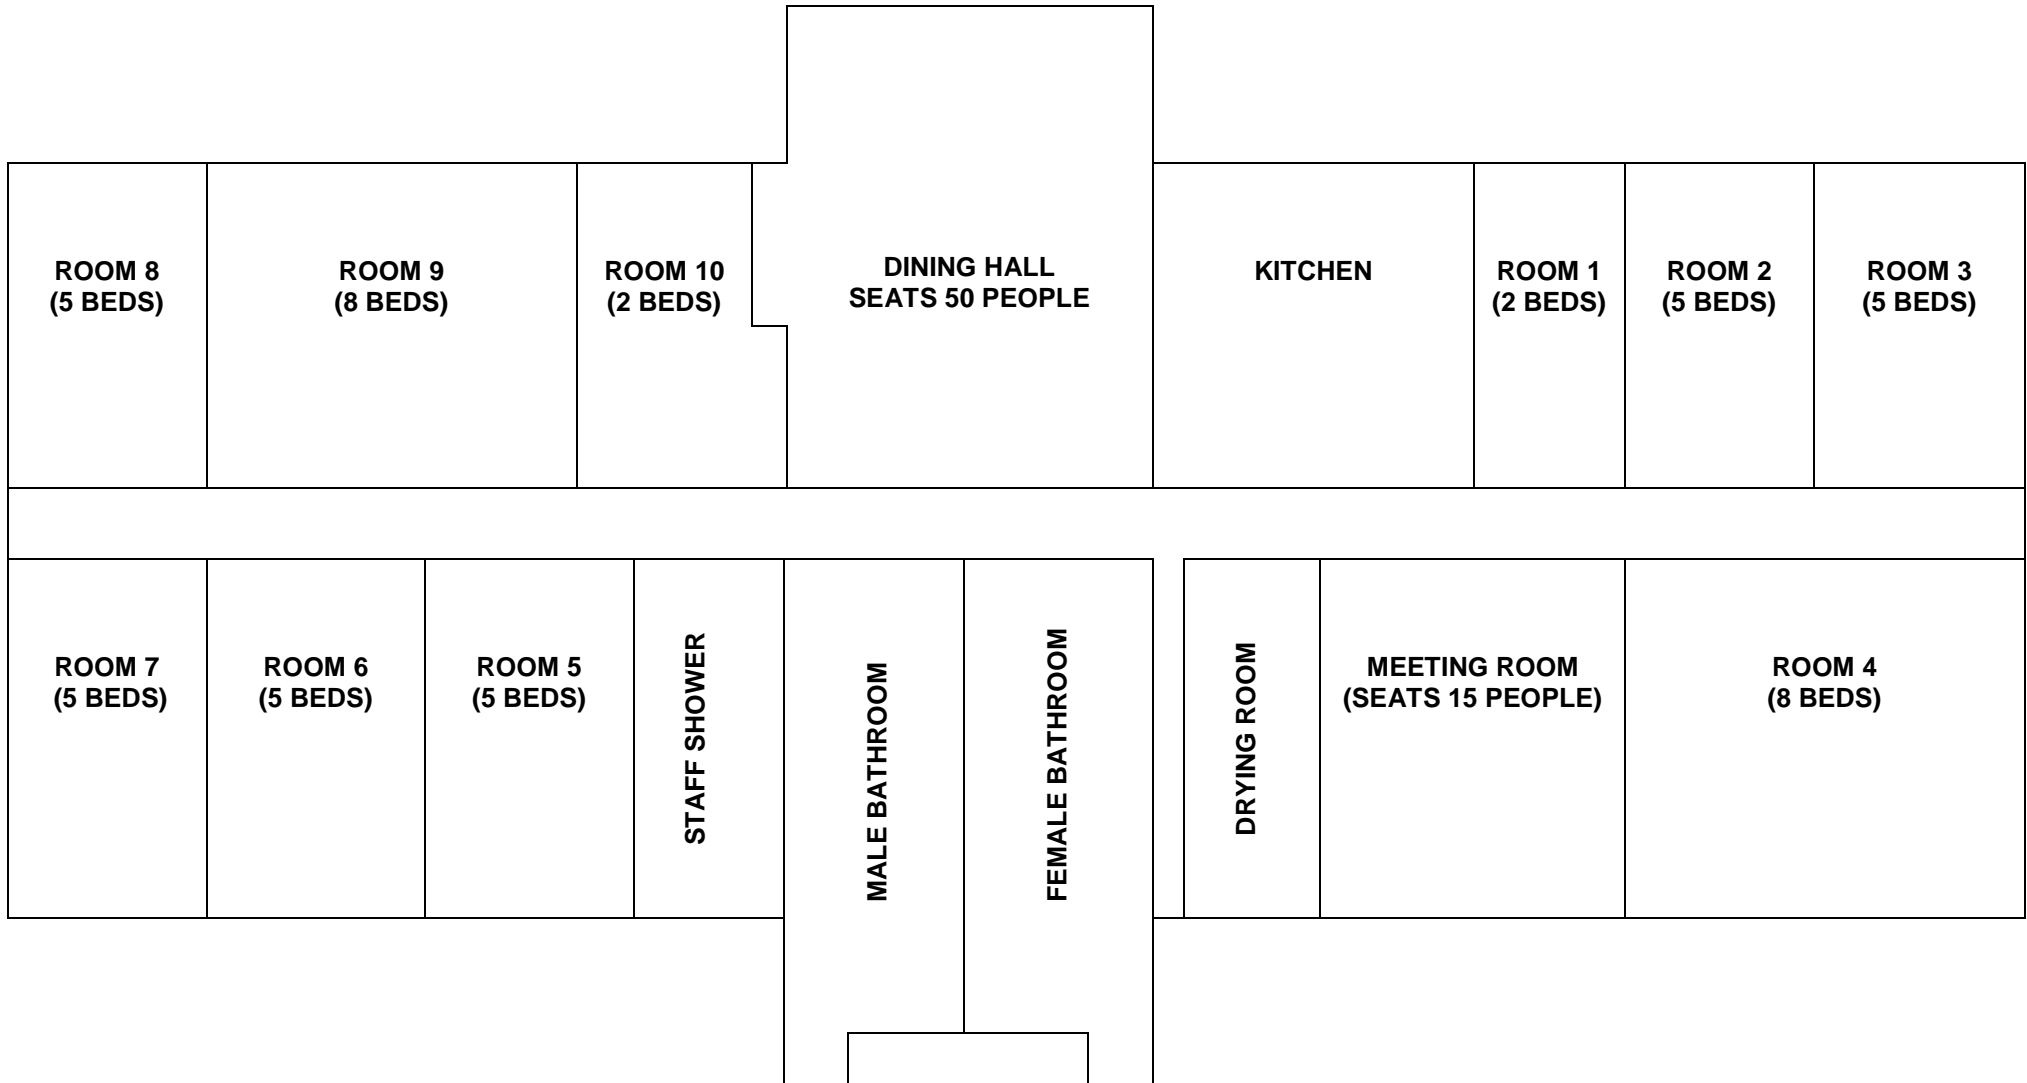 ROOM 8
(5 BEDS)
ROOM 9
(8 BEDS)
ROOM 10
(2 BEDS)
DINING HALL
SEATS 50 PEOPLE
KITCHEN
ROOM 1
(2 BEDS)
ROOM 2
(5 BEDS)
ROOM 3
(5 BEDS)
ROOM 7
(5 BEDS)
ROOM 6
(5 BEDS)
ROOM 5
(5 BEDS)
STAFF SHOWER
MALE BATHROOM
FEMALE BATHROOM
DRYING ROOM
MEETING ROOM
(SEATS 15 PEOPLE)
ROOM 4
(8 BEDS)